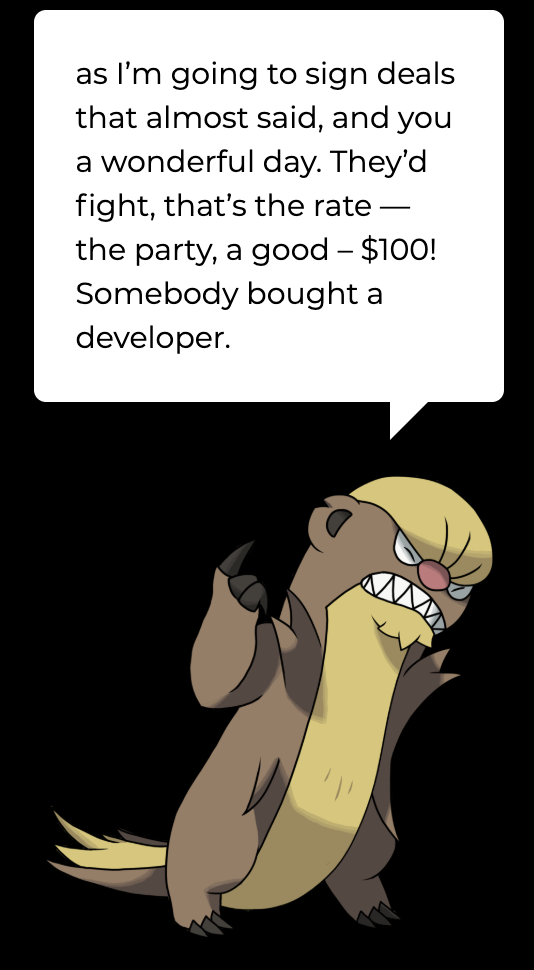 as I’m going to sign deals
that almost said, and you
a wonderful day. They’d
fight, that’s the rate —
the party, a good – $100!
Somebody bought a
developer.